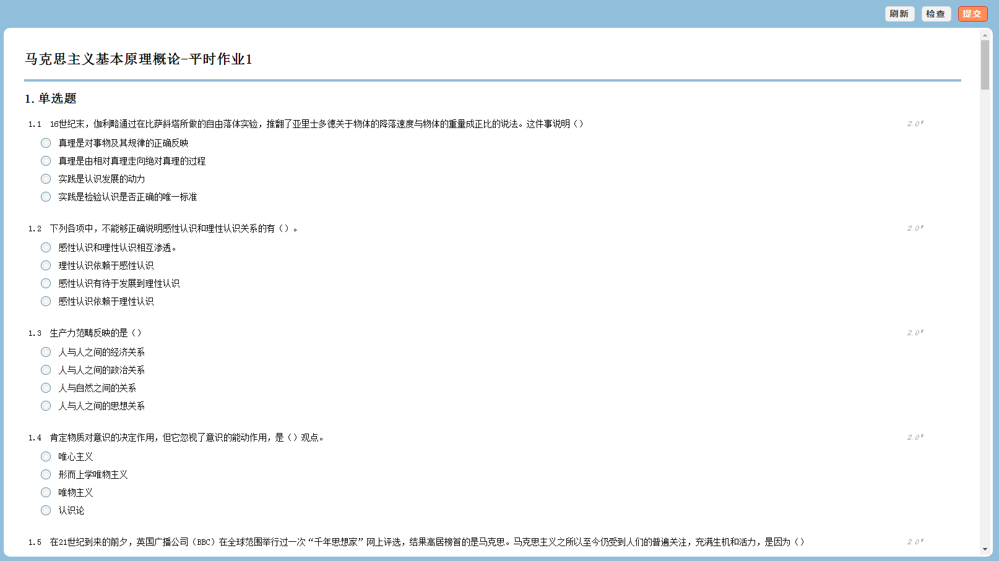 刷新 检查 提交
马克思主义基本原理概论-平时作业1
1. 单选题
1.1 16世纪末，伽利略通过在比萨斜塔所做的自由落体实验，推翻了亚里士多德关于物体的降落速度与物体的重量成正比的说法。这件事说明（） 2.0'
真理是对事物及其规律的正确反映
真理是由相对真理走向绝对真理的过程
实践是认识发展的动力
实践是检验认识是否正确的唯一标准
1.2 下列各项中，不能够正确说明感性认识和理性认识关系的有（）。 2.0'
感性认识和理性认识相互渗透。
理性认识依赖于感性认识
感性认识有待于发展到理性认识
感性认识依赖于理性认识
1.3 生产力范畴反映的是（） 2.0'
人与人之间的经济关系
人与人之间的政治关系
人与自然之间的关系
人与人之间的思想关系
1.4 肯定物质对意识的决定作用，但它忽视了意识的能动作用，是（）观点。 2.0'
唯心主义
形而上学唯物主义
唯物主义
认识论
1.5 在21世纪到来的前夕，英国广播公司（BBC）在全球范围举行过一次“千年思想家”网上评选，结果高居榜首的是马克思。马克思主义之所以至今仍受到人们的普遍关注，充满生机和活力，是因为（） 2.0'